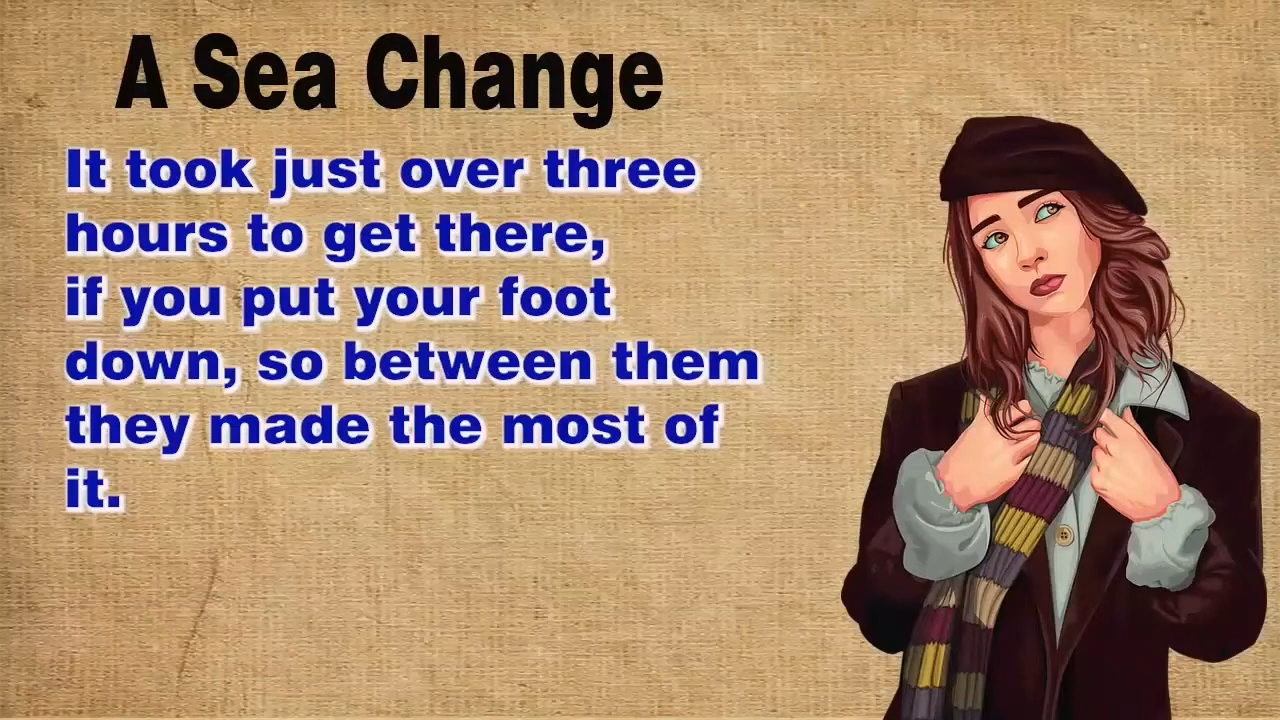 A Sea Change
It took just over three
hours to get there,
if you put your foot
down, so between them
they made the most of
it.